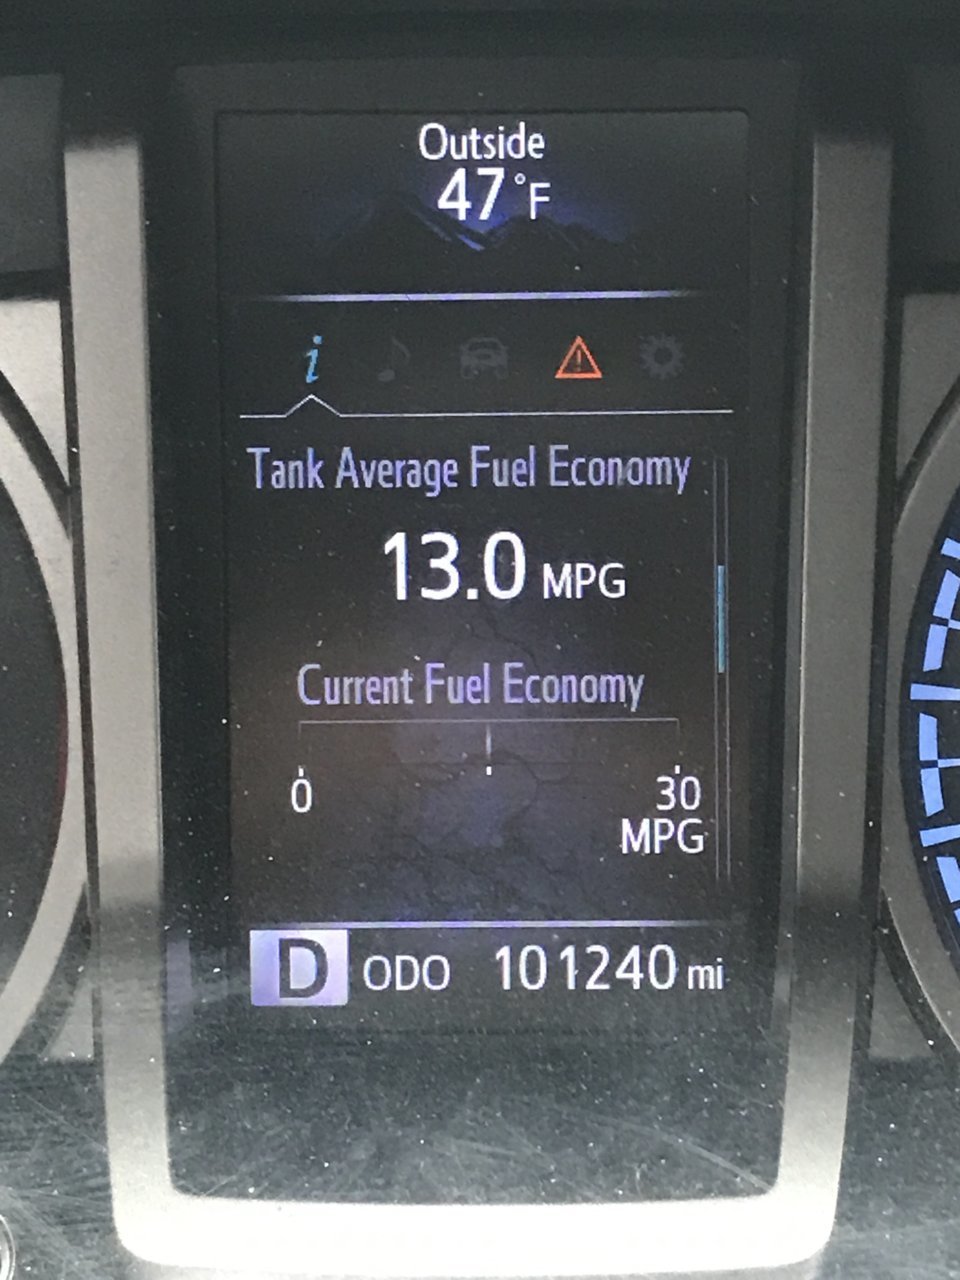 Outside
47°F
i
Tank Average Fuel Economy
13.0 MPG
Current Fuel Economy
0 30
MPG
D ODO 101240 mi